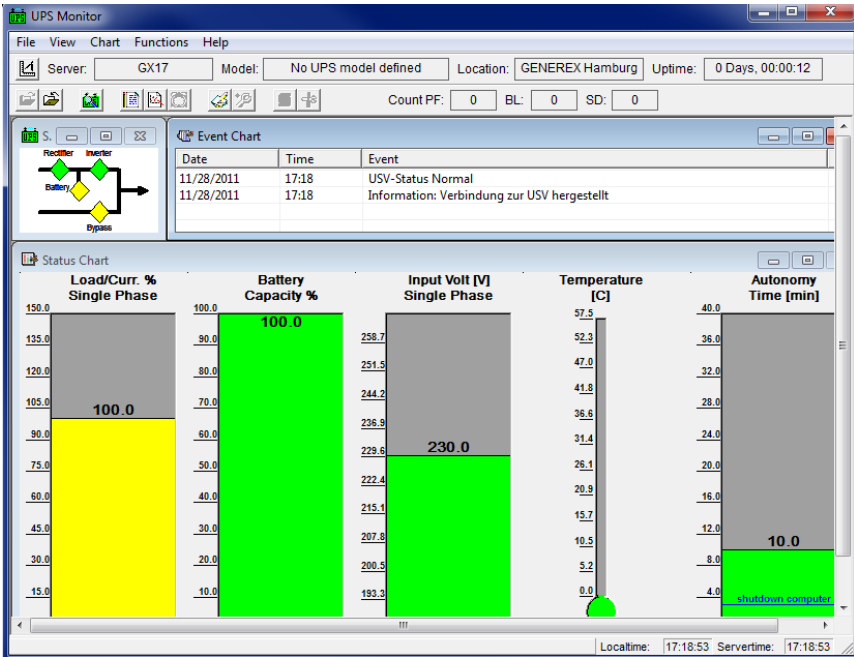 UPS Monitor
File View Chart Functions Help
Server: GX17 Model: No UPS model defined Location: GENEREX Hamburg Uptime: 0 Days, 00:00:12
Count PF: 0 BL: 0 SD: 0
S.
Rectifier Inverter
Battery
Bypass
Event Chart
Date Time Event
11/28/2011 17:18 USV-Status Normal
11/28/2011 17:18 Information: Verbindung zur USV hergestellt
Status Chart
Load/Curr. %
Single Phase
150.0
135.0
120.0
105.0
100.0
90.0
75.0
60.0
45.0
30.0
15.0
Battery
Capacity %
100.0
100.0
90.0
80.0
70.0
60.0
50.0
40.0
30.0
20.0
10.0
Input Volt [V]
Single Phase
258.7
251.5
244.2
236.9
230.0
229.6
222.4
215.1
207.8
200.5
193.3
Temperature
[C]
57.5
52.3
47.0
41.8
36.6
31.4
26.1
20.9
15.7
10.5
5.2
0.0
Autonomy
Time [min]
40.0
36.0
32.0
28.0
24.0
20.0
16.0
12.0
10.0
8.0
4.0
shutdown computer
Localtime: 17:18:53 Servertime: 17:18:53